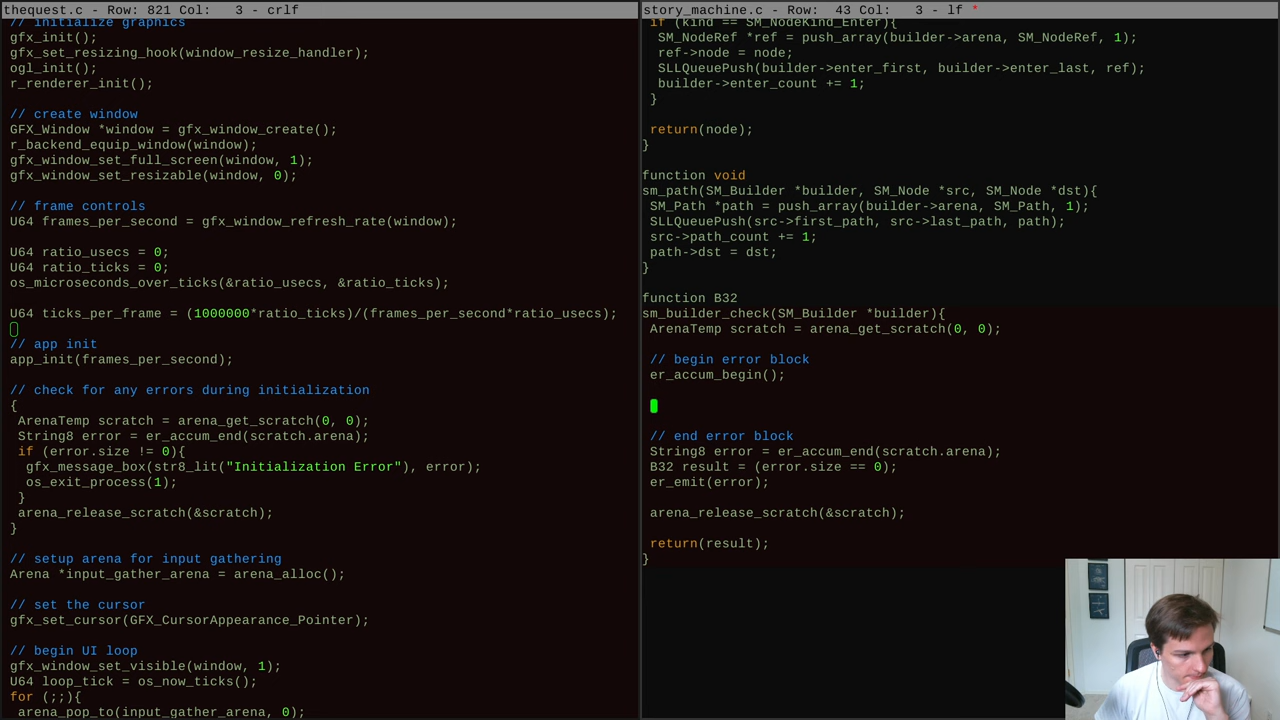 thequest.c - Row: 821 Col:   3 - crlf
// initialize graphics
gfx_init();
gfx_set_resizing_hook(window_resize_handler);
ogl_init();
r_renderer_init();
// create window
GFX_Window *window = gfx_window_create();
r_backend_equip_window(window);
gfx_window_set_full_screen(window, 1);
gfx_window_set_resizable(window, 0);
// frame controls
U64 frames_per_second = gfx_window_refresh_rate(window);
U64 ratio_usecs = 0;
U64 ratio_ticks = 0;
os_microseconds_over_ticks(&ratio_usecs, &ratio_ticks);
U64 ticks_per_frame = (1000000*ratio_ticks)/(frames_per_second*ratio_usecs);
// app init
app_init(frames_per_second);
// check for any errors during initialization
{
ArenaTemp scratch = arena_get_scratch(0, 0);
String8 error = er_accum_end(scratch.arena);
if (error.size != 0){
gfx_message_box(str8_lit("Initialization Error"), error);
os_exit_process(1);
}
arena_release_scratch(&scratch);
}
// setup arena for input gathering
Arena *input_gather_arena = arena_alloc();
// set the cursor
gfx_set_cursor(GFX_CursorAppearance_Pointer);
// begin UI loop
gfx_window_set_visible(window, 1);
U64 loop_tick = os_now_ticks();
for (;;){
arena_pop_to(input_gather_arena, 0);
story_machine.c - Row:  43 Col:   3 - lf *
if (kind == SM_NodeKind_Enter){
SM_NodeRef *ref = push_array(builder->arena, SM_NodeRef, 1);
ref->node = node;
SLLQueuePush(builder->enter_first, builder->enter_last, ref);
builder->enter_count += 1;
}
return(node);
}
function void
sm_path(SM_Builder *builder, SM_Node *src, SM_Node *dst){
SM_Path *path = push_array(builder->arena, SM_Path, 1);
SLLQueuePush(src->first_path, src->last_path, path);
src->path_count += 1;
path->dst = dst;
}
function B32
sm_builder_check(SM_Builder *builder){
ArenaTemp scratch = arena_get_scratch(0, 0);
// begin error block
er_accum_begin();
// end error block
String8 error = er_accum_end(scratch.arena);
B32 result = (error.size == 0);
er_emit(error);
arena_release_scratch(&scratch);
return(result);
}